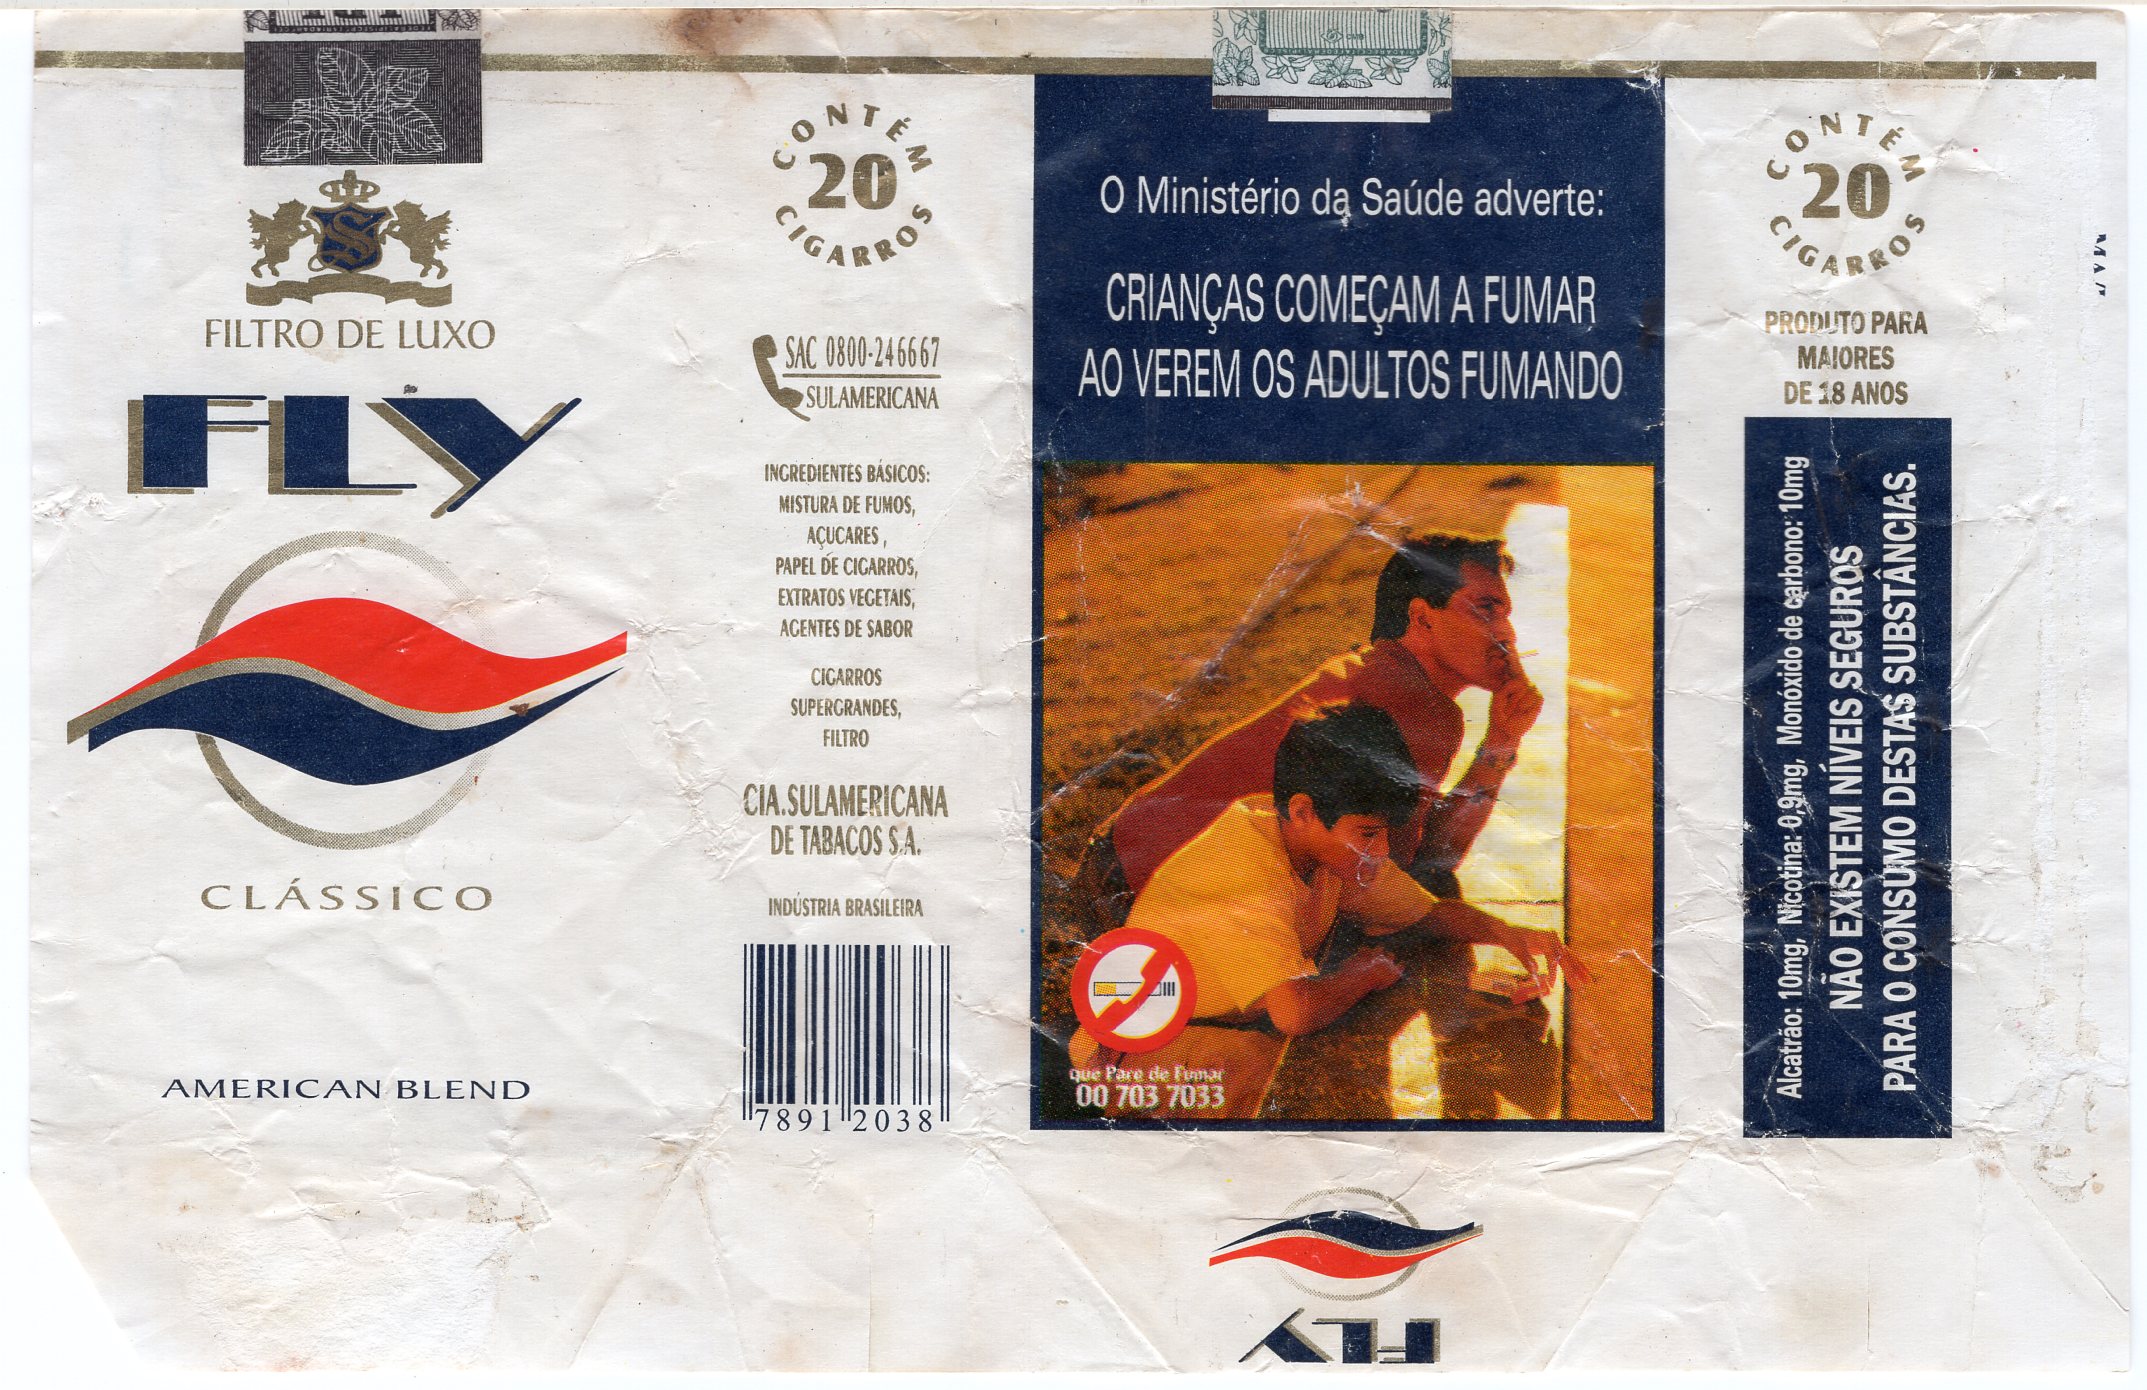 FILTRO DE LUXO
FLY
CLÁSSICO
AMERICAN BLEND
CONTÉM
20
CIGARROS
SAC 0800-246667
SULAMERICANA
INGREDIENTES BÁSICOS:
MISTURA DE FUMOS,
AÇUCARES ,
PAPEL DE CIGARROS,
EXTRATOS VEGETAIS,
AGENTES DE SABOR
CIGARROS
SUPERGRANDES,
FILTRO
CIA.SULAMERICANA
DE TABACOS S.A.
INDÚSTRIA BRASILEIRA
78912038
O Ministério da Saúde adverte:
CRIANÇAS COMEÇAM A FUMAR
AO VEREM OS ADULTOS FUMANDO
que Pare de Fumar
00 703 7033
FLY
CONTÉM
20
CIGARROS
PRODUTO PARA
MAIORES
DE 18 ANOS
Alcatrão: 10mg, Nicotina: 0,9mg, Monóxido de carbono: 10mg
NÃO EXISTEM NÍVEIS SEGUROS
PARA O CONSUMO DESTAS SUBSTÂNCIAS.